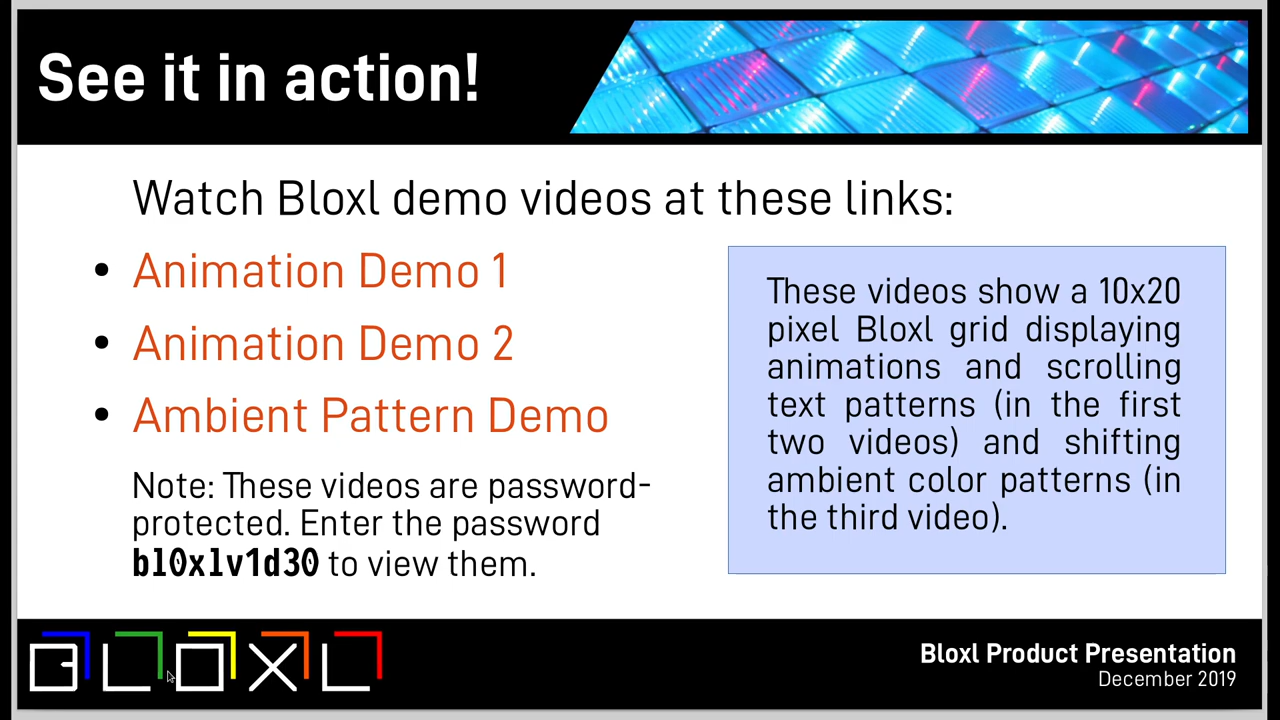 See it in action!
Watch Bloxl demo videos at these links:
• Animation Demo 1
• Animation Demo 2
• Ambient Pattern Demo
Note: These videos are password-
protected. Enter the password
bl0xlv1d30 to view them.
These videos show a 10x20
pixel Bloxl grid displaying
animations and scrolling
text patterns (in the first
two videos) and shifting
ambient color patterns (in
the third video).
BLOXL
Bloxl Product Presentation
December 2019